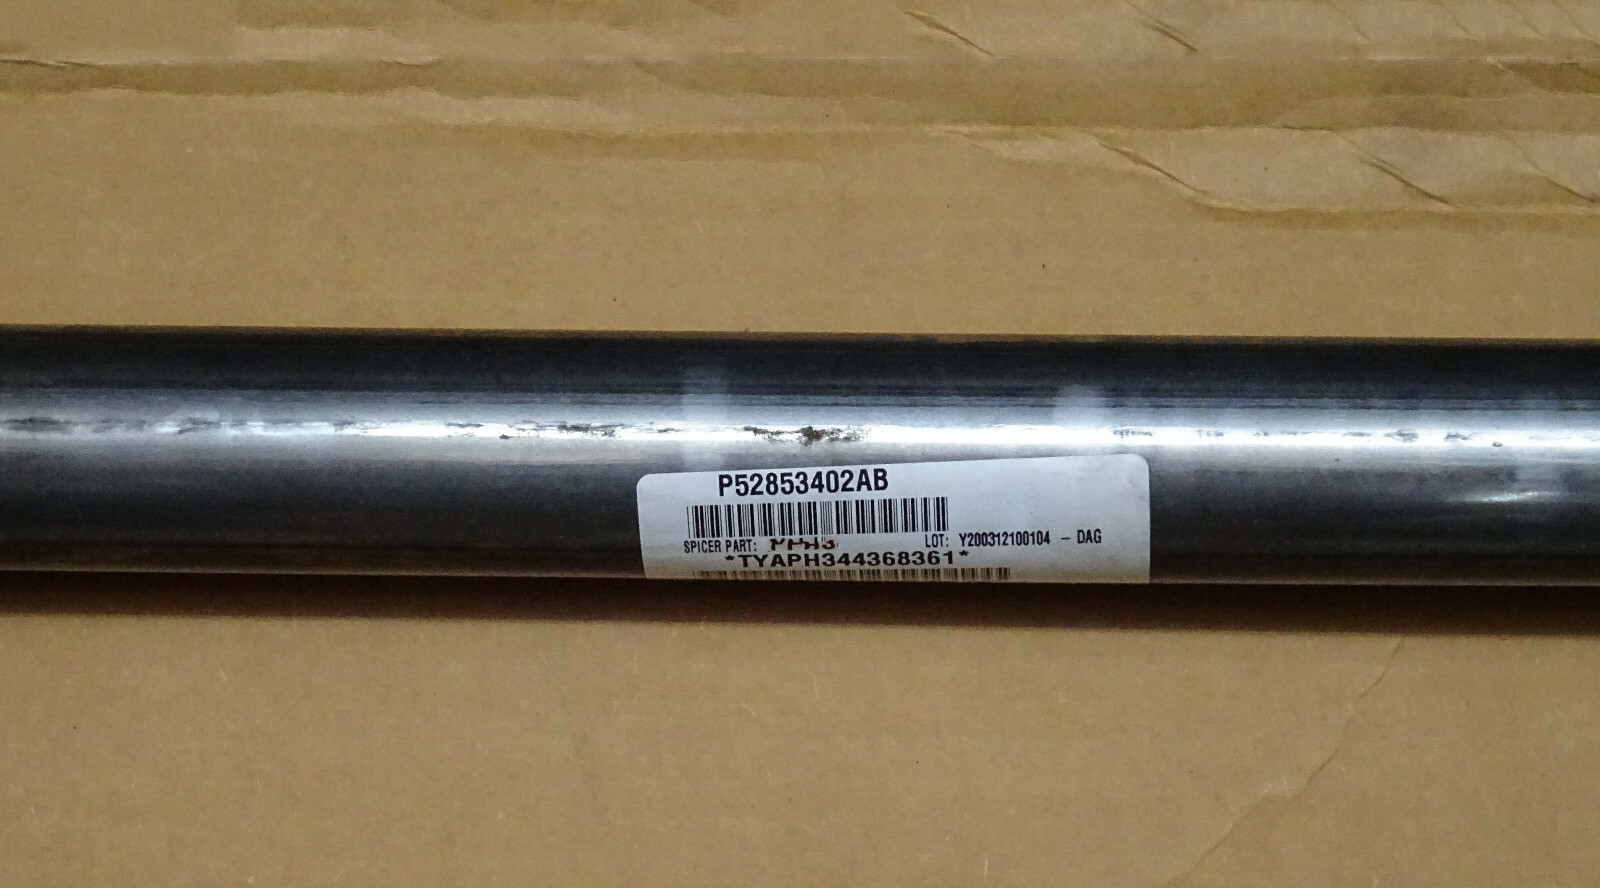 P52853402AB
SPICER PART: LOT: Y200312100104 - DAG
*TYAPH344368361*